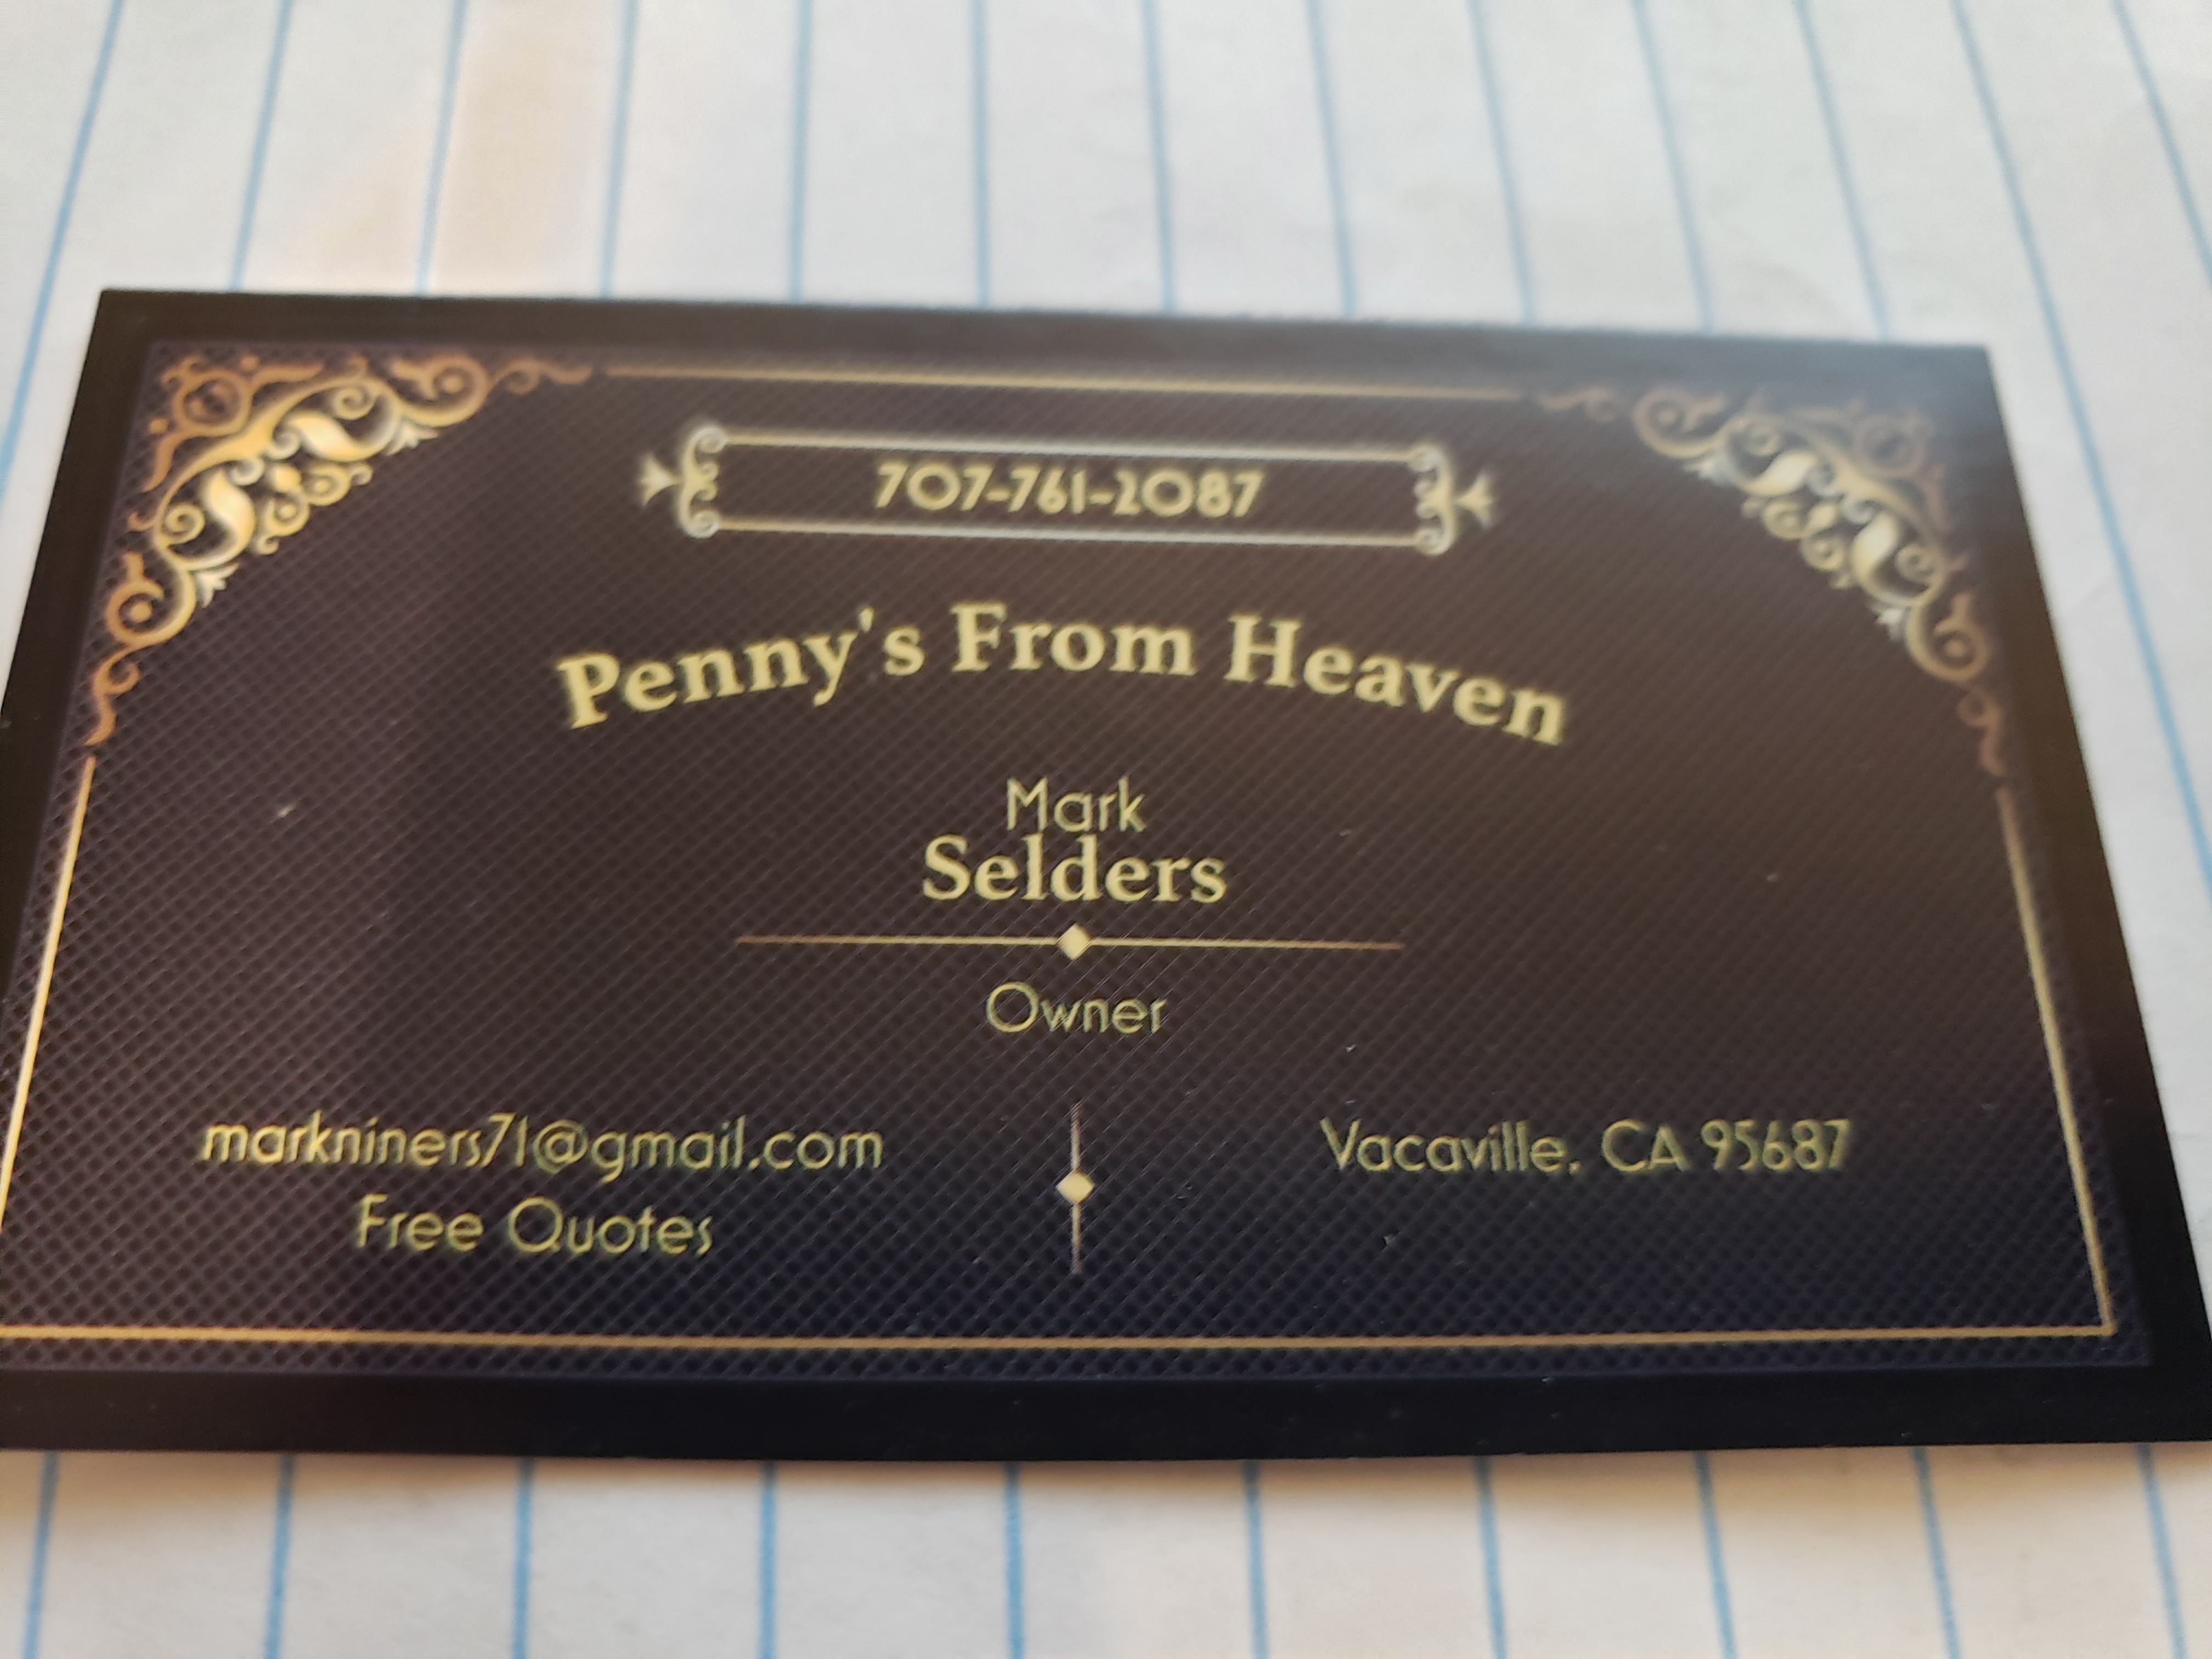 707-761-2087
Penny's From Heaven
Mark
Selders
Owner
markniners71@gmail.com
Free Quotes
Vacaville, CA 95687